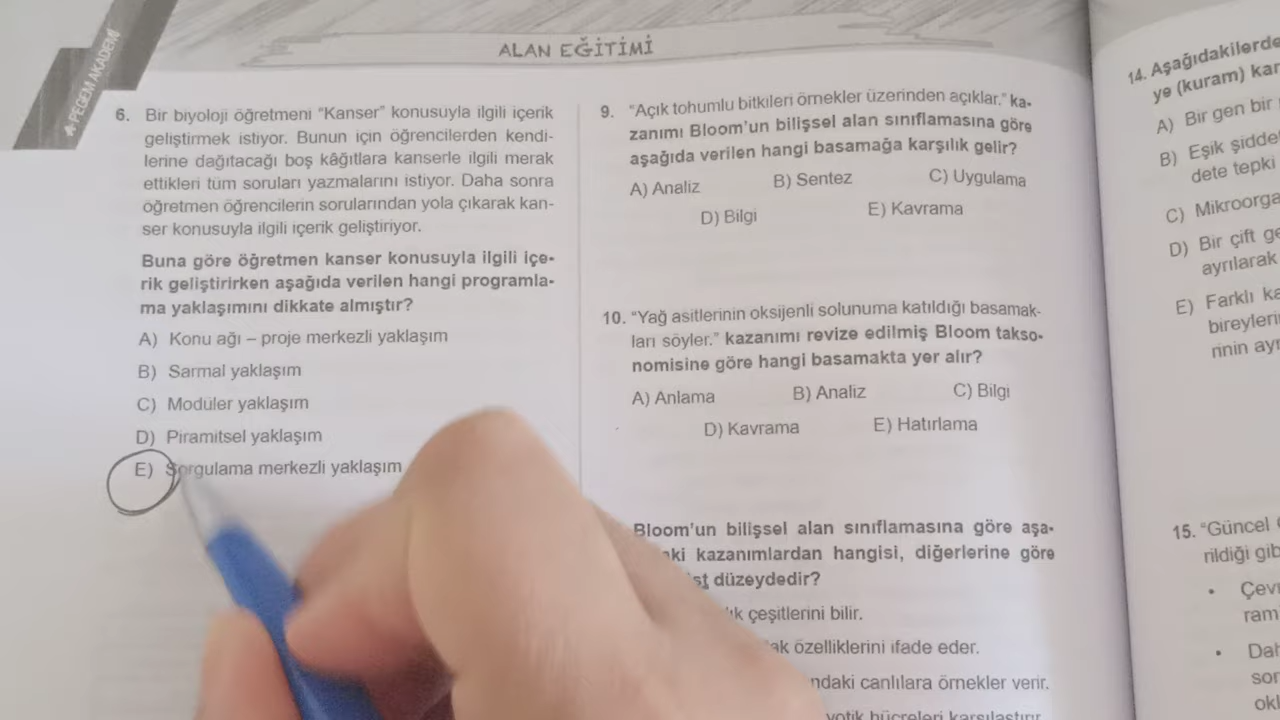 PEGEM AKADEMİ
ALAN EĞİTİMİ
6. Bir biyoloji öğretmeni “Kanser” konusuyla ilgili içerik
geliştirmek istiyor. Bunun için öğrencilerden kendi-
lerine dağıtacağı boş kâğıtlara kanserle ilgili merak
ettikleri tüm soruları yazmalarını istiyor. Daha sonra
öğretmen öğrencilerin sorularından yola çıkarak kan-
ser konusuyla ilgili içerik geliştiriyor.
Buna göre öğretmen kanser konusuyla ilgili içe-
rik geliştirirken aşağıda verilen hangi programla-
ma yaklaşımını dikkate almıştır?
A) Konu ağı – proje merkezli yaklaşım
B) Sarmal yaklaşım
C) Modüler yaklaşım
D) Piramitsel yaklaşım
E) Sorgulama merkezli yaklaşım
9. “Açık tohumlu bitkileri örnekler üzerinden açıklar.” ka-
zanımı Bloom’un bilişsel alan sınıflamasına göre
aşağıda verilen hangi basamağa karşılık gelir?
A) Analiz B) Sentez C) Uygulama
D) Bilgi E) Kavrama
10. “Yağ asitlerinin oksijenli solunuma katıldığı basamak-
ları söyler.” kazanımı revize edilmiş Bloom takso-
nomisine göre hangi basamakta yer alır?
A) Anlama B) Analiz C) Bilgi
D) Kavrama E) Hatırlama
Bloom’un bilişsel alan sınıflamasına göre aşa-
kazanımlardan hangisi, diğerlerine göre
düzeydedir?
çeşitlerini bilir.
özelliklerini ifade eder.
canlılara örnekler verir.
hücreleri karşılaştırır.
14. Aşağıdakilerde
ye (kuram) kar
A) Bir gen bir
B) Eşik şidde
dete tepki
C) Mikroorga
D) Bir çift ge
ayrılarak
E) Farklı ka
bireyleri
rinin ayr
15. “Güncel
rildiği gib
• Çevr
ram
• Dah
sor
oku